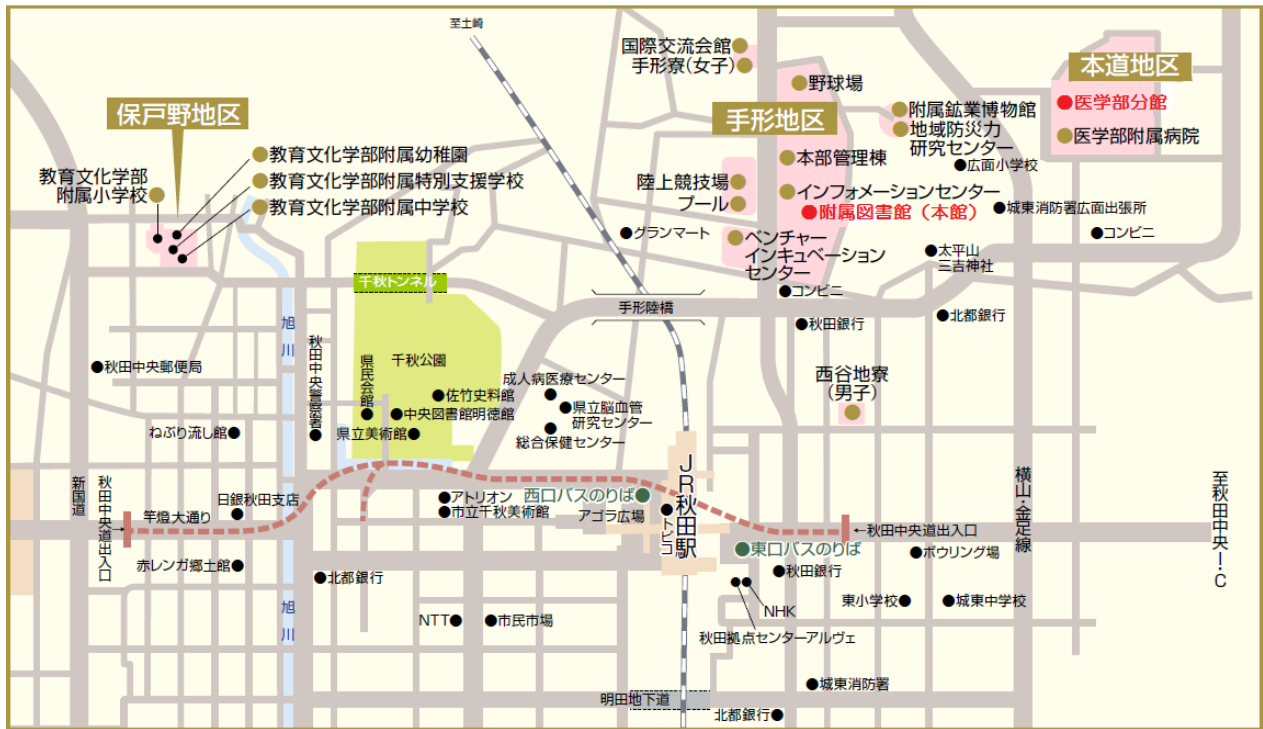 至土崎
国際交流会館
手形寮(女子)
野球場
本道地区
医学部分館
医学部附属病院
保戸野地区
手形地区
附属鉱業博物館
地域防災力
研究センター
広面小学校
教育文化学部附属幼稚園
教育文化学部
附属小学校
教育文化学部附属特別支援学校
教育文化学部附属中学校
本部管理棟
陸上競技場
プール
インフォメーションセンター
附属図書館（本館）
城東消防署広面出張所
コンビニ
グランマート
ベンチャー
インキュベーション
センター
太平山
三吉神社
千秋トンネル
コンビニ
手形陸橋
秋田銀行
北都銀行
旭川
秋田中央警察署
秋田中央郵便局
県民会館
千秋公園
成人病医療センター
佐竹史料館
中央図書館明徳館
県立脳血管
研究センター
西谷地寮
(男子)
ねぶり流し館
県立美術館
総合保健センター
JR秋田駅
新国道
秋田中央道出入口
竿燈大通り
日銀秋田支店
アトリオン
市立千秋美術館
西口バスのりば
アゴラ広場
トピコ
←秋田中央道出入口
横山・金足線
至秋田中央I・C
東口バスのりば
ボウリング場
赤レンガ郷土館
北都銀行
秋田銀行
旭川
NTT
市民市場
NHK
東小学校
城東中学校
秋田拠点センターアルヴェ
明田地下道
城東消防署
北都銀行